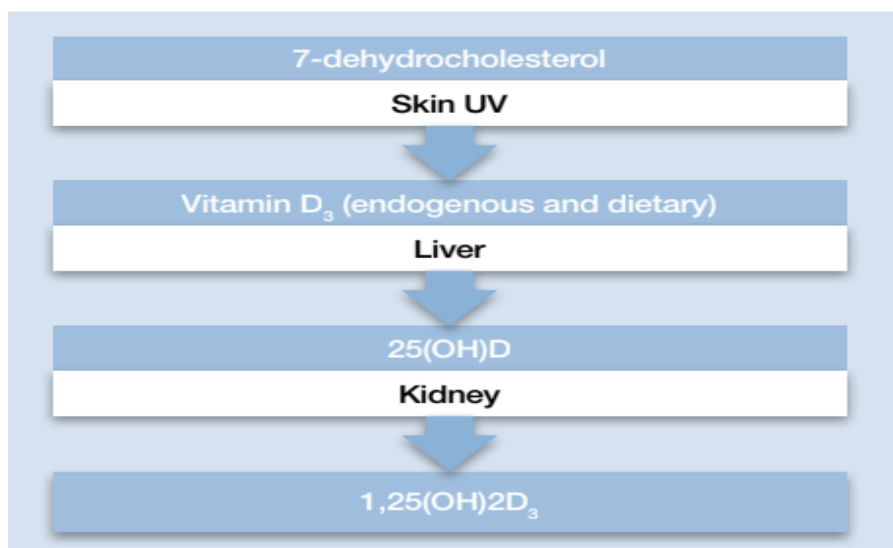 7-dehydrocholesterol
Skin UV
Vitamin D₃ (endogenous and dietary)
Liver
25(OH)D
Kidney
1,25(OH)2D₃